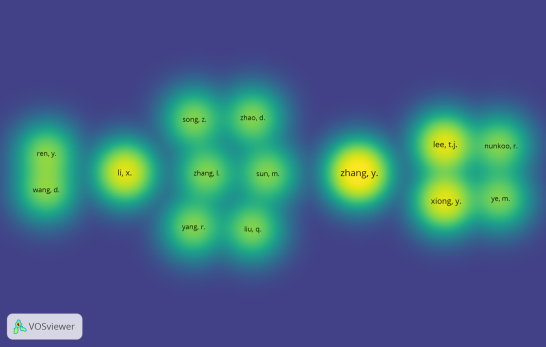 song, z.
zhao, d.
lee, t.j.
nunkoo, r.
ren, y.
li, x.
zhang, l.
sun, m.
zhang, y.
wang, d.
xiong, y.
ye, m.
yang, r.
liu, q.
VOSviewer